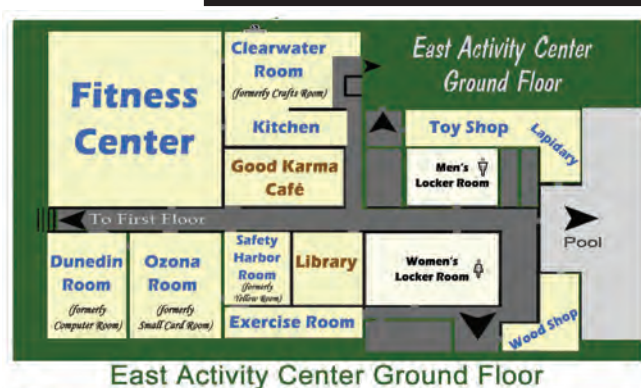 East Activity Center
Ground Floor
Clearwater
Room
(formerly Crafts Room)
Fitness
Center
Kitchen
Toy Shop
Lapidary
Good Karma
Café
Men's
Locker Room
To First Floor
Pool
Dunedin
Room
(formerly
Computer Room)
Ozona
Room
(formerly
Small Card Room)
Safety
Harbor
Room
(formerly
Yellow Room)
Library
Women's
Locker Room
Exercise Room
Wood Shop
East Activity Center Ground Floor